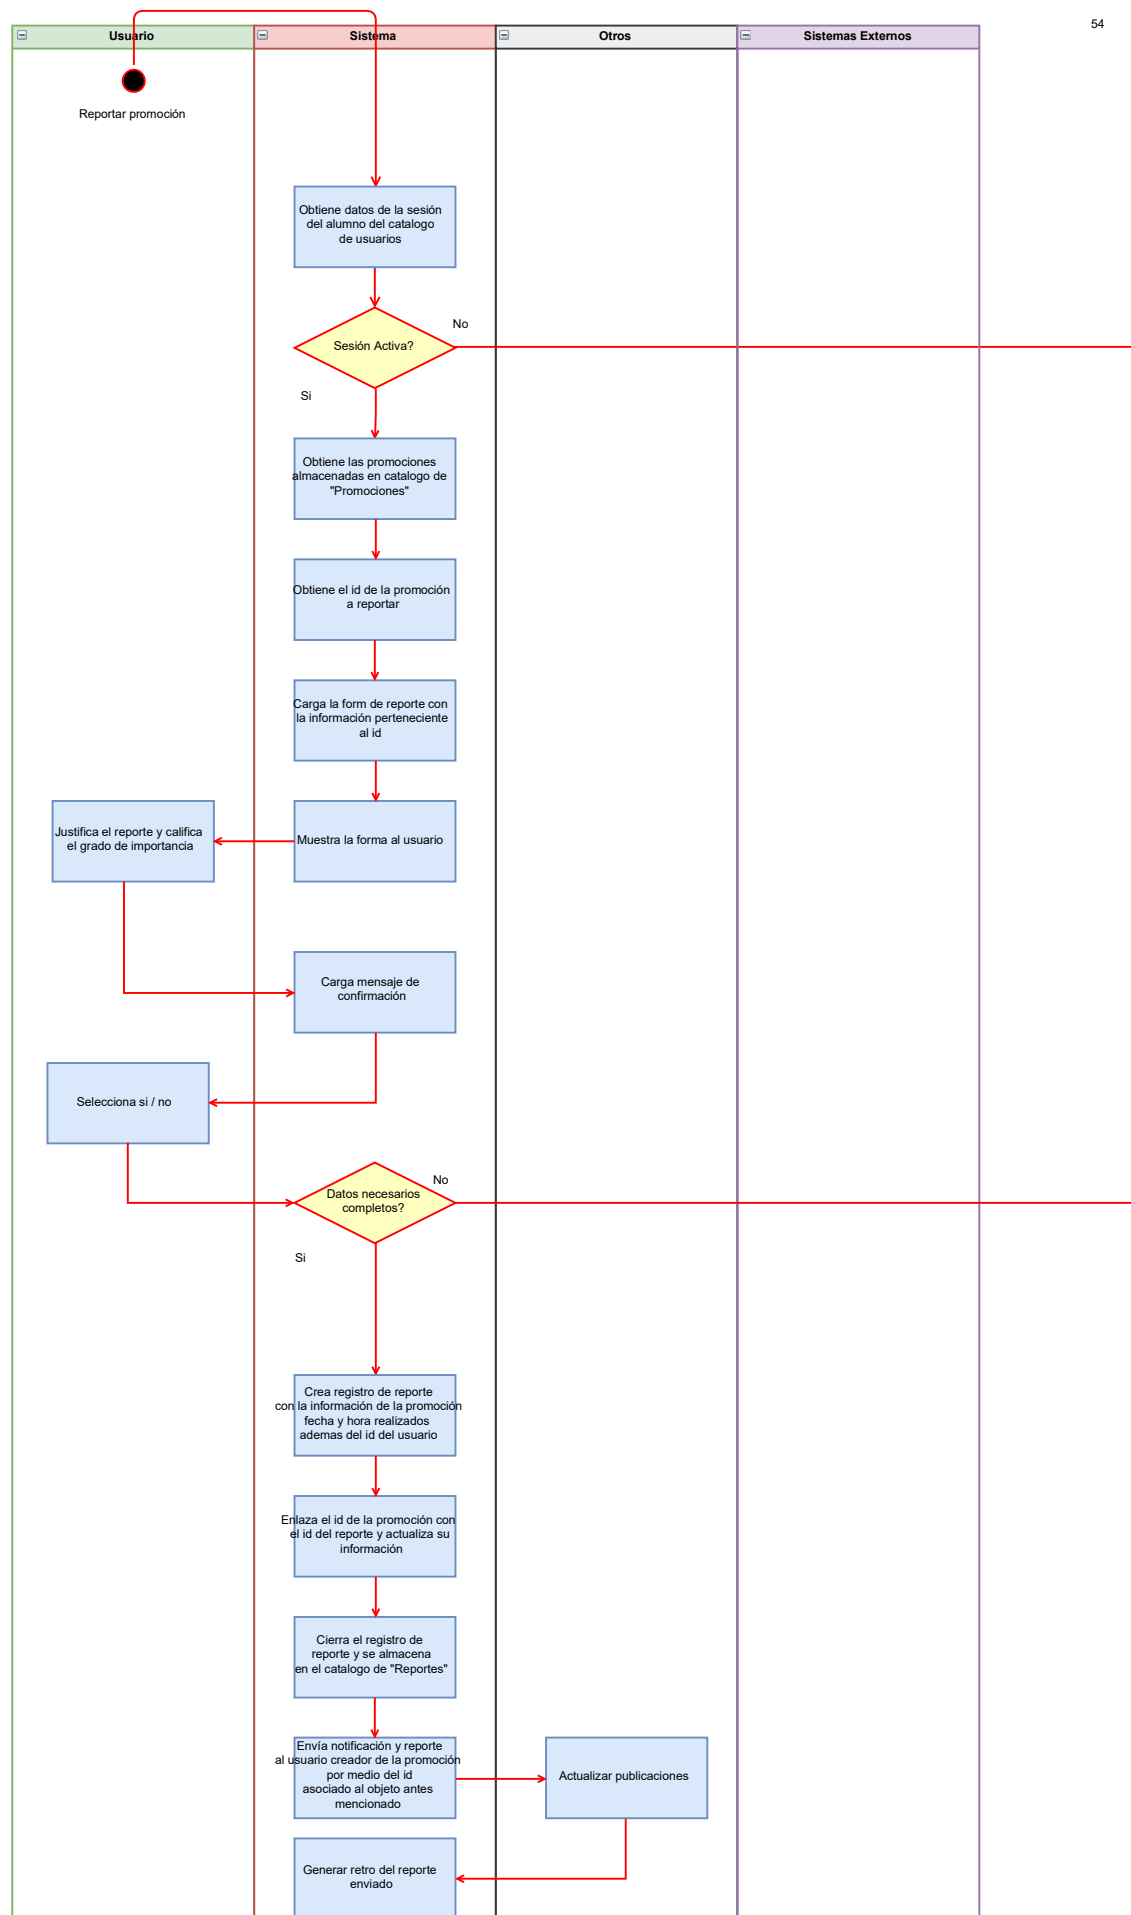 54
Usuario
Sistema
Otros
Sistemas Externos
Reportar promoción
Obtiene datos de la sesión
del alumno del catalogo
de usuarios
Sesión Activa?
No
Si
Obtiene las promociones
almacenadas en catalogo de
"Promociones"
Obtiene el id de la promoción
a reportar
Carga la form de reporte con
la información perteneciente
al id
Justifica el reporte y califica
el grado de importancia
Muestra la forma al usuario
Carga mensaje de
confirmación
Selecciona si / no
Datos necesarios
completos?
No
Si
Crea registro de reporte
con la información de la promoción
fecha y hora realizados
ademas del id del usuario
Enlaza el id de la promoción con
el id del reporte y actualiza su
información
Cierra el registro de
reporte y se almacena
en el catalogo de "Reportes"
Envía notificación y reporte
al usuario creador de la promoción
por medio del id
asociado al objeto antes
mencionado
Actualizar publicaciones
Generar retro del reporte
enviado